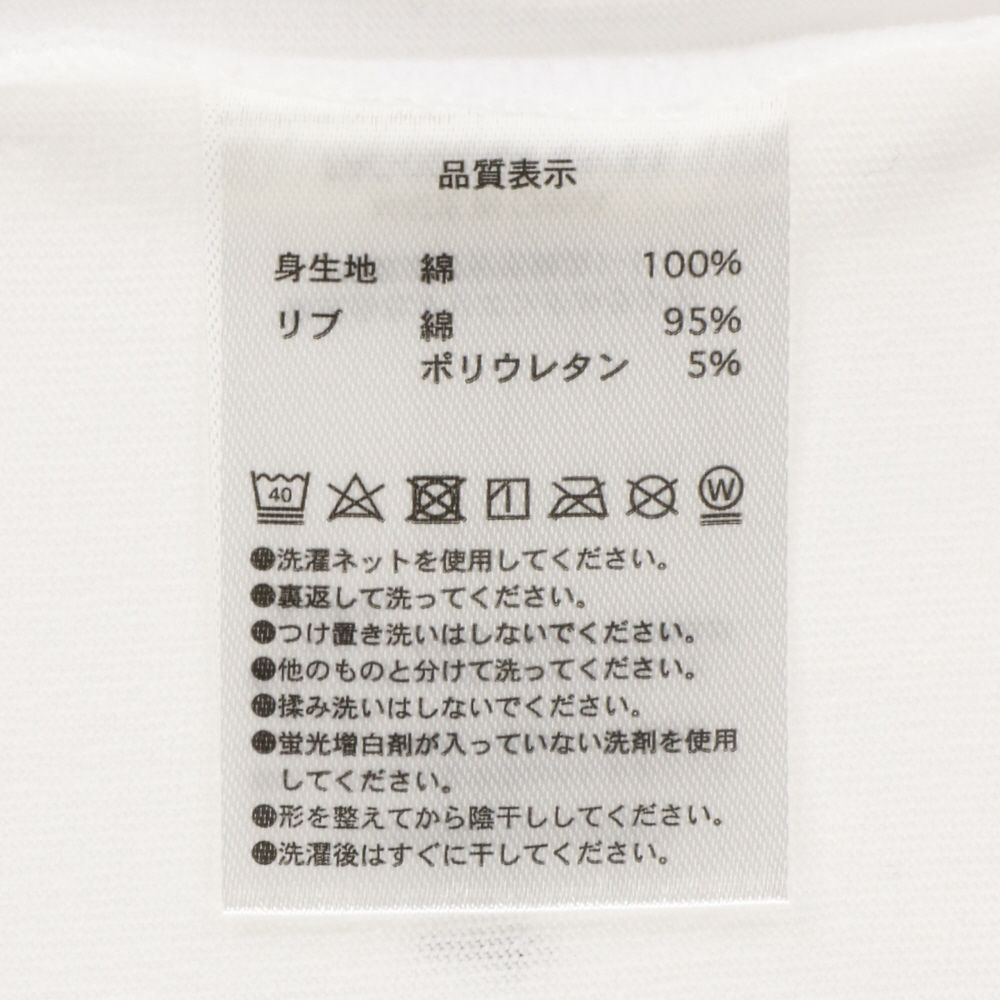 品質表示
身生地 綿 100%
リブ 綿 95%
ポリウレタン 5%
40 W
●洗濯ネットを使用してください。
●裏返して洗ってください。
●つけ置き洗いはしないでください。
●他のものと分けて洗ってください。
●揉み洗いはしないでください。
●蛍光増白剤が入っていない洗剤を使用
してください。
●形を整えてから陰干ししてください。
●洗濯後はすぐに干してください。